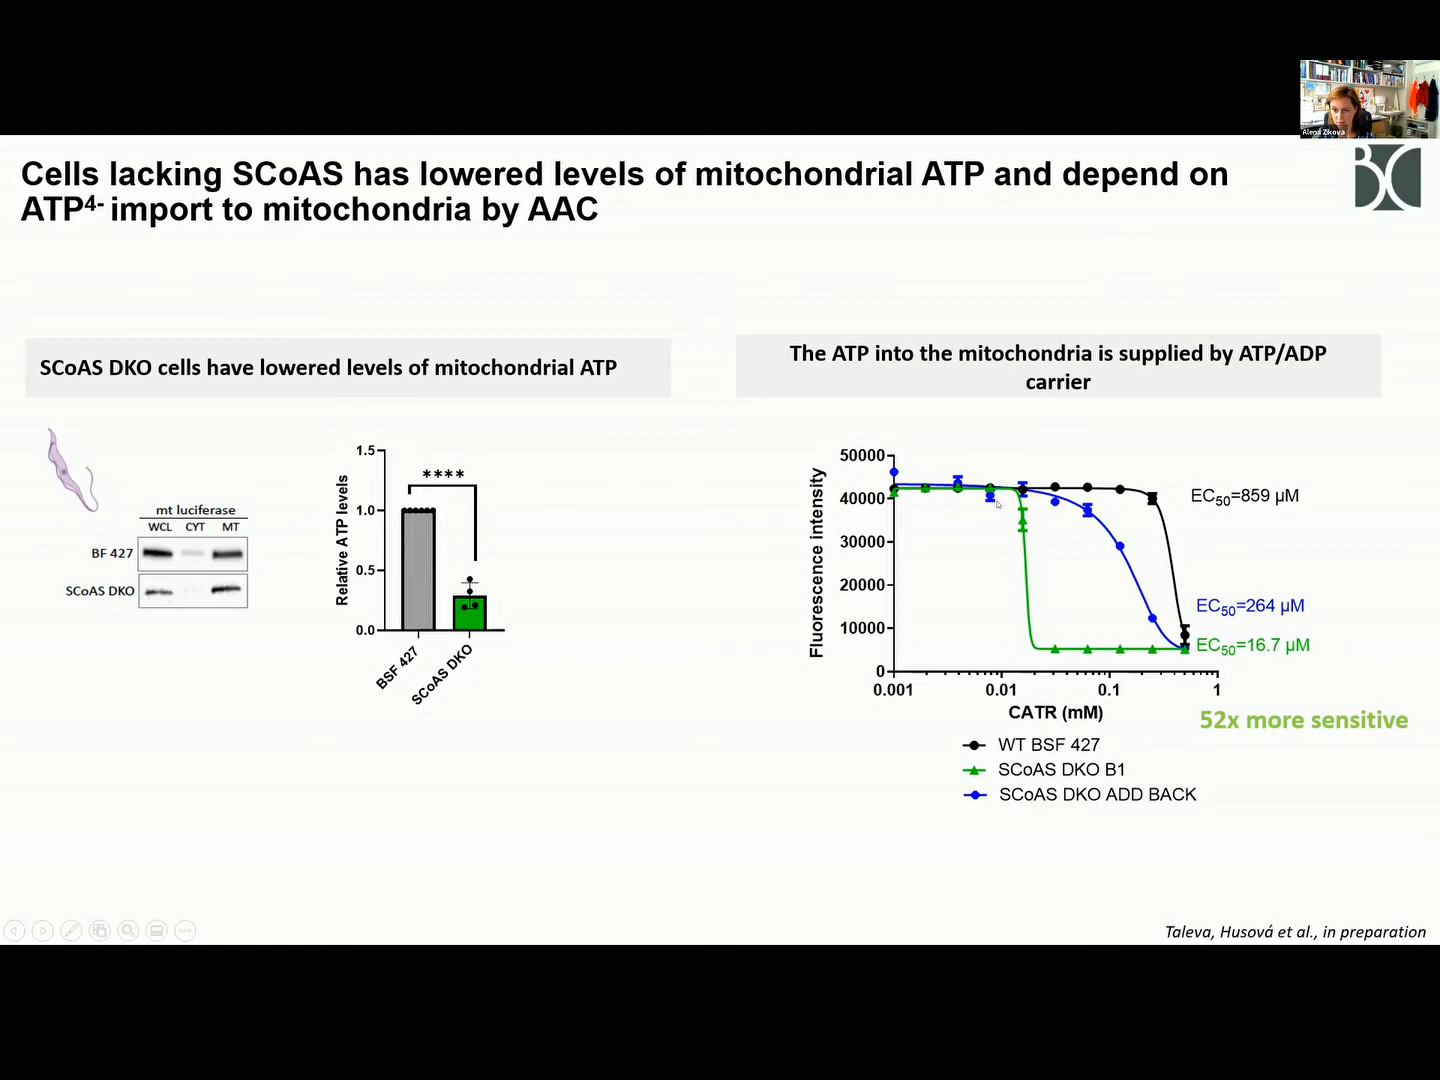 Alena Zikova
Cells lacking SCoAS has lowered levels of mitochondrial ATP and depend on
ATP4- import to mitochondria by AAC
BC
SCoAS DKO cells have lowered levels of mitochondrial ATP
mt luciferase
WCL CYT MT
BF 427
SCoAS DKO
Relative ATP levels
1.5
1.0
0.5
0.0
****
BSF 427
SCoAS DKO
The ATP into the mitochondria is supplied by ATP/ADP
carrier
Fluorescence intensity
50000
40000
30000
20000
10000
0
0.001 0.01 0.1 1
CATR (mM)
EC50=859 µM
EC50=264 µM
EC50=16.7 µM
52x more sensitive
WT BSF 427
SCoAS DKO B1
SCoAS DKO ADD BACK
Taleva, Husová et al., in preparation